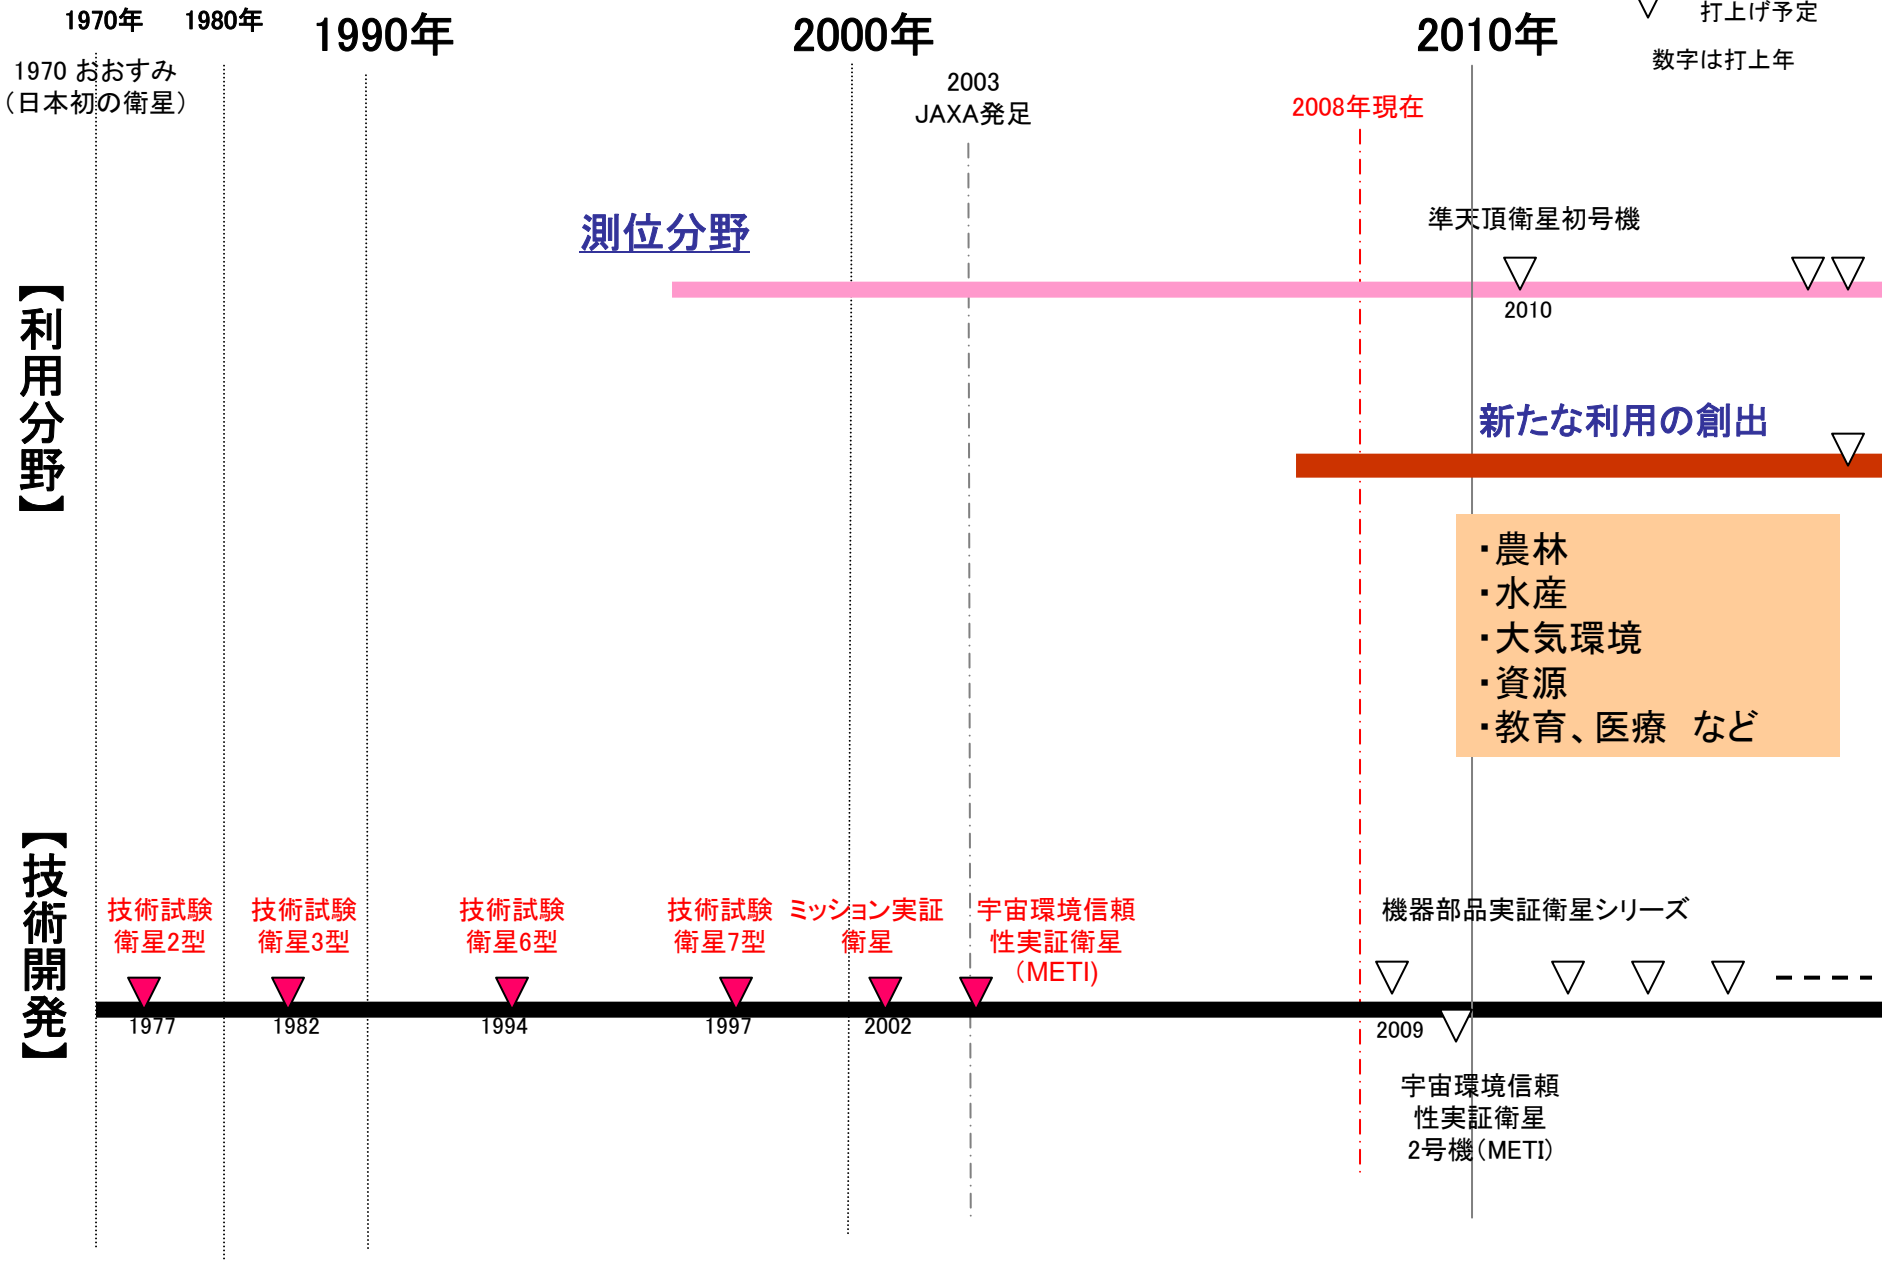 1970年
1980年
1990年
2000年
2010年
▽ 打上げ予定
数字は打上年
1970 おおすみ
（日本初の衛星）
2003
JAXA発足
2008年現在
【利用分野】
測位分野
準天頂衛星初号機
2010
新たな利用の創出
・農林
・水産
・大気環境
・資源
・教育、医療　など
【技術開発】
技術試験
衛星2型
1977
技術試験
衛星3型
1982
技術試験
衛星6型
1994
技術試験
衛星7型
1997
ミッション実証
衛星
2002
宇宙環境信頼
性実証衛星
（METI)
機器部品実証衛星シリーズ
2009
宇宙環境信頼
性実証衛星
2号機（METI）